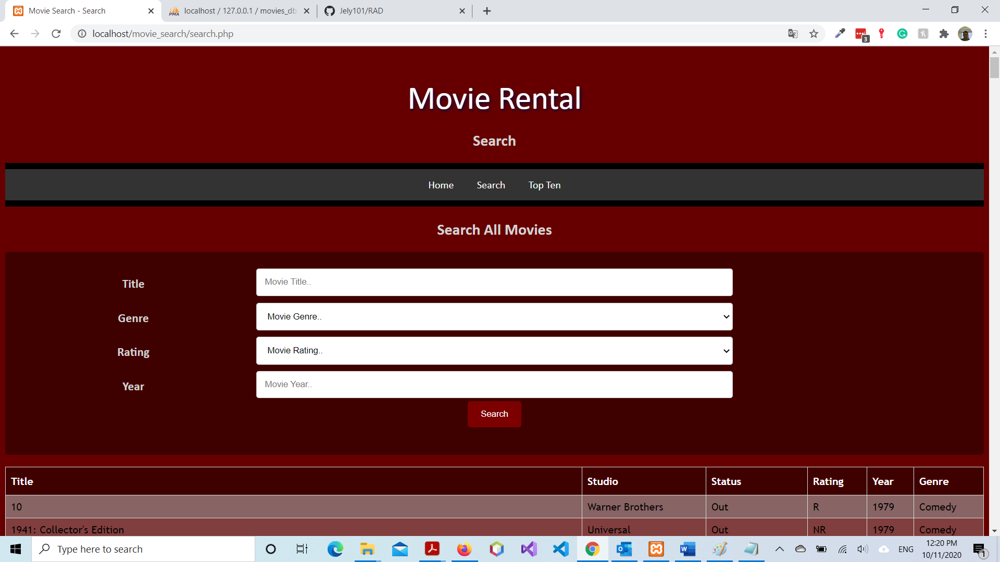 Movie Search - Search
localhost / 127.0.0.1 / movies_db
Jely101/RAD
localhost/movie_search/search.php
3
Movie Rental
Search
Home Search Top Ten
Search All Movies
Title Movie Title..
Genre Movie Genre..
Rating Movie Rating..
Year Movie Year..
Search
Title Studio Status Rating Year Genre
10 Warner Brothers Out R 1979 Comedy
1941: Collector's Edition Universal Out NR 1979 Comedy
Type here to search
ENG
12:20 PM
10/11/2020
1